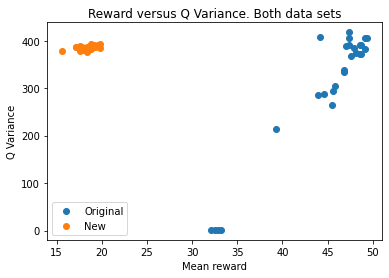 Reward versus Q Variance. Both data sets
400
300
200
100
0
Q Variance
Original
New
15 20 25 30 35 40 45 50
Mean reward